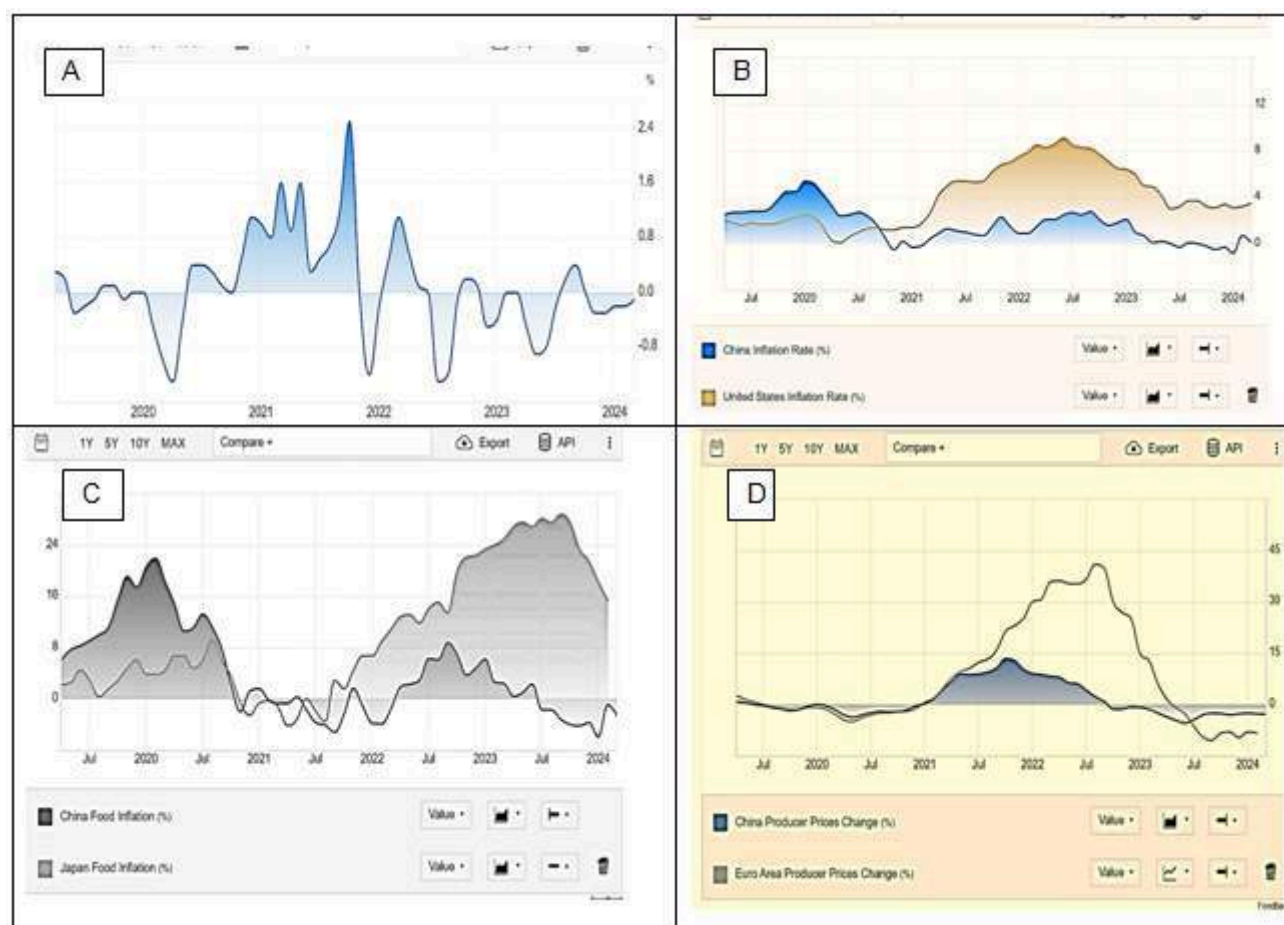 A
%
2.4
1.6
0.8
0.0
-0.8
2020 2021 2022 2023 2024
B
12
8
4
0
Jul 2020 Jul 2021 Jul 2022 Jul 2023 Jul 2024
China Inflation Rate (%) Value
United States Inflation Rate (%) Value
1Y 5Y 10Y MAX Compare + Export API
C
24
16
8
0
Jul 2020 Jul 2021 Jul 2022 Jul 2023 Jul 2024
China Food Inflation (%) Value
Japan Food Inflation (%) Value
1Y 5Y 10Y MAX Compare + Export API
D
45
30
15
0
Jul 2020 Jul 2021 Jul 2022 Jul 2023 Jul 2024
China Producer Prices Change (%) Value
Euro Area Producer Prices Change (%) Value